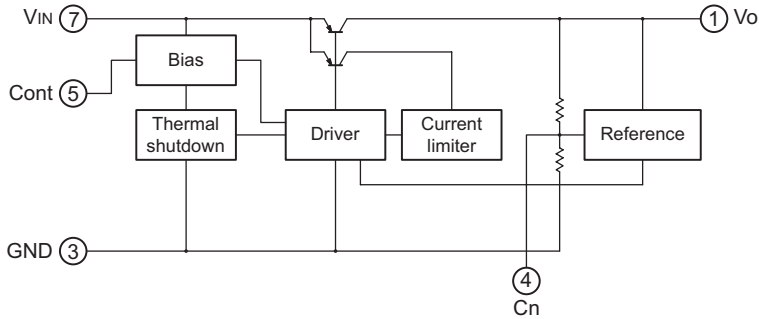 VIN 7
1 Vo
Bias
Cont 5
Thermal
shutdown
Driver
Current
limiter
Reference
GND 3
4
Cn